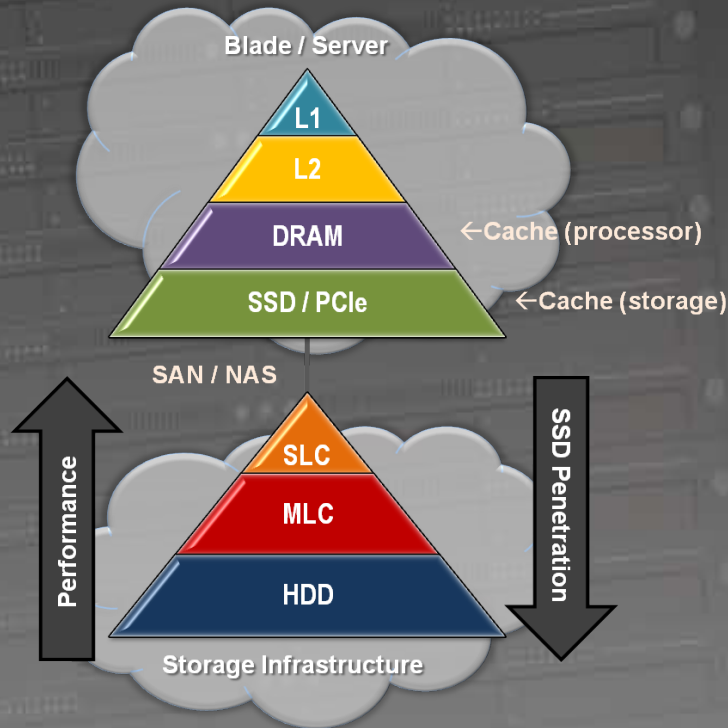 Blade / Server
L1
L2
DRAM
←Cache (processor)
SSD / PCIe
←Cache (storage)
SAN / NAS
SLC
MLC
HDD
Performance
SSD Penetration
Storage Infrastructure